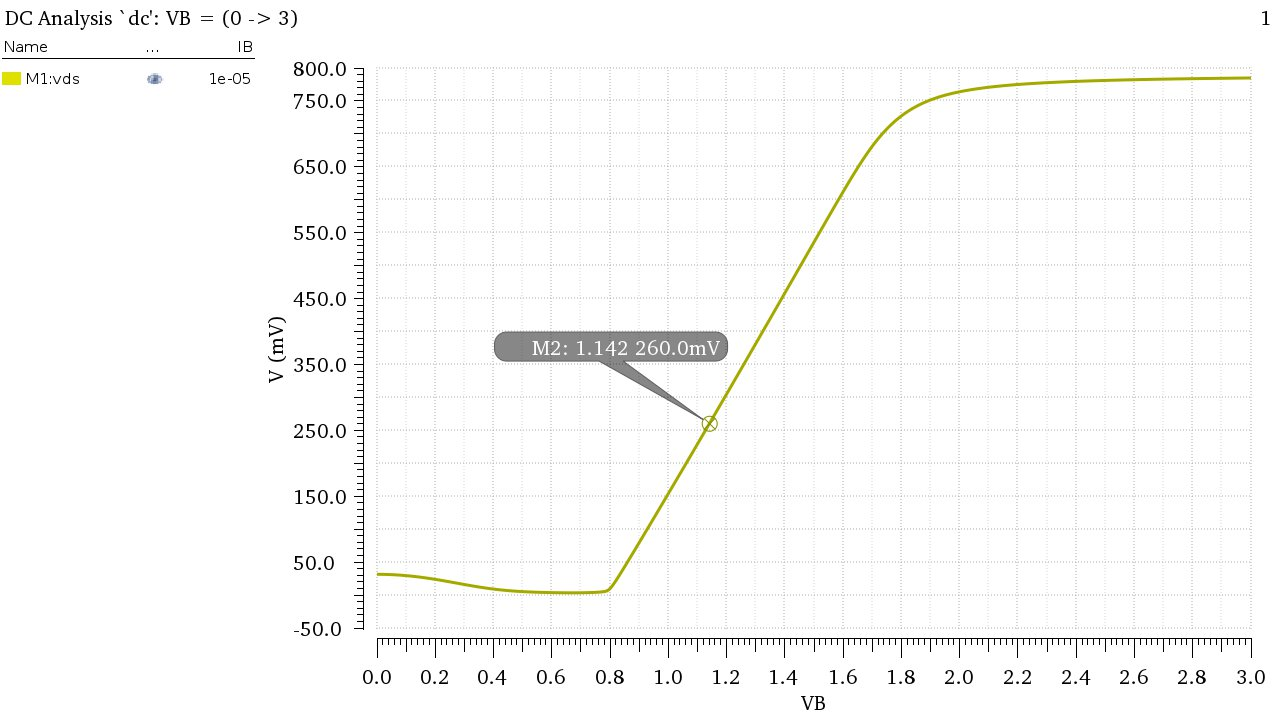 DC Analysis `dc': VB = (0 -> 3)
1
Name ... IB
M1:vds 1e-05
800.0
750.0
650.0
550.0
450.0
350.0
250.0
150.0
50.0
-50.0
V (mV)
M2: 1.142 260.0mV
0.0 0.2 0.4 0.6 0.8 1.0 1.2 1.4 1.6 1.8 2.0 2.2 2.4 2.6 2.8 3.0
VB